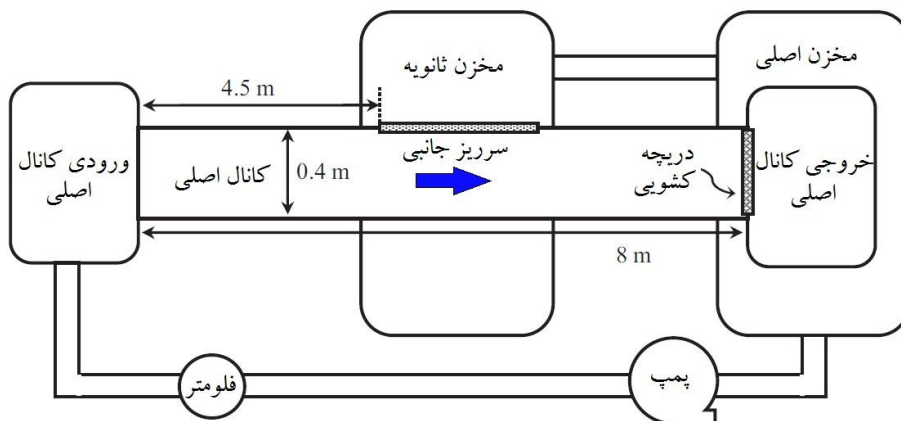 مخزن اصلی
مخزن ثانویه
4.5 m
ورودی کانال
اصلی
کانال اصلی
0.4 m
سرریز جانبی
دریچه
کشویی
خروجی کانال
اصلی
8 m
فلومتر
پمپ